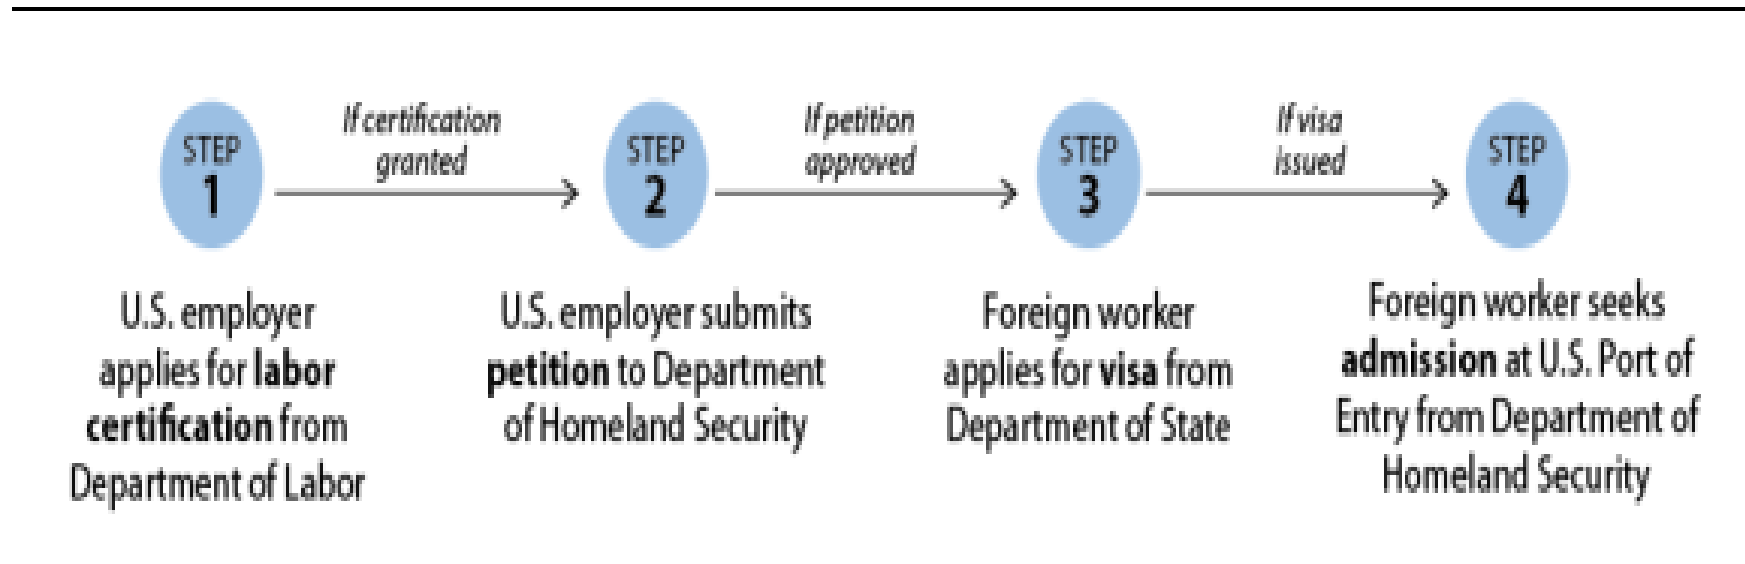 STEP
1
If certification
granted
STEP
2
If petition
approved
STEP
3
If visa
issued
STEP
4
U.S. employer
applies for labor
certification from
Department of Labor
U.S. employer submits
petition to Department
of Homeland Security
Foreign worker
applies for visa from
Department of State
Foreign worker seeks
admission at U.S. Port of
Entry from Department of
Homeland Security